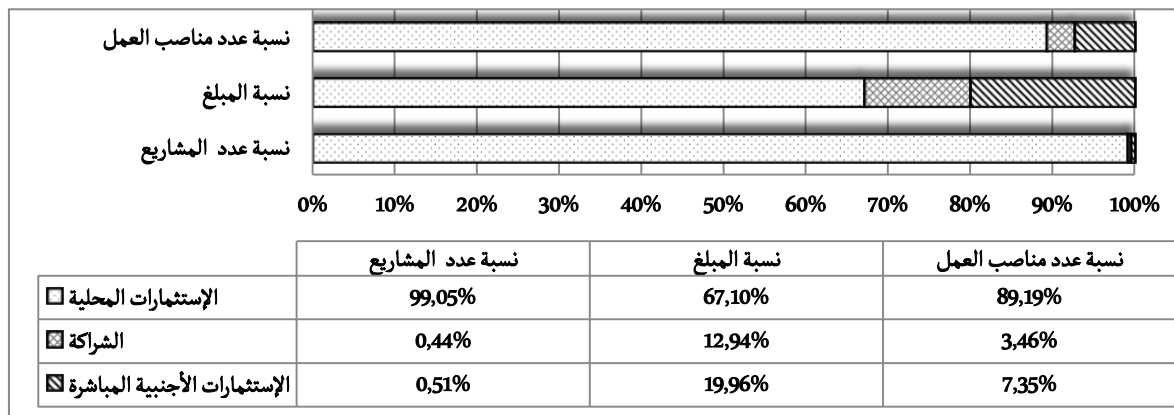 نسبة عدد مناصب العمل
نسبة المبلغ
نسبة عدد المشاريع
0% 10% 20% 30% 40% 50% 60% 70% 80% 90% 100%
نسبة عدد المشاريع نسبة المبلغ نسبة عدد مناصب العمل
الإستثمارات المحلية 99,05% 67,10% 89,19%
الشراكة 0,44% 12,94% 3,46%
الإستثمارات الأجنبية المباشرة 0,51% 19,96% 7,35%